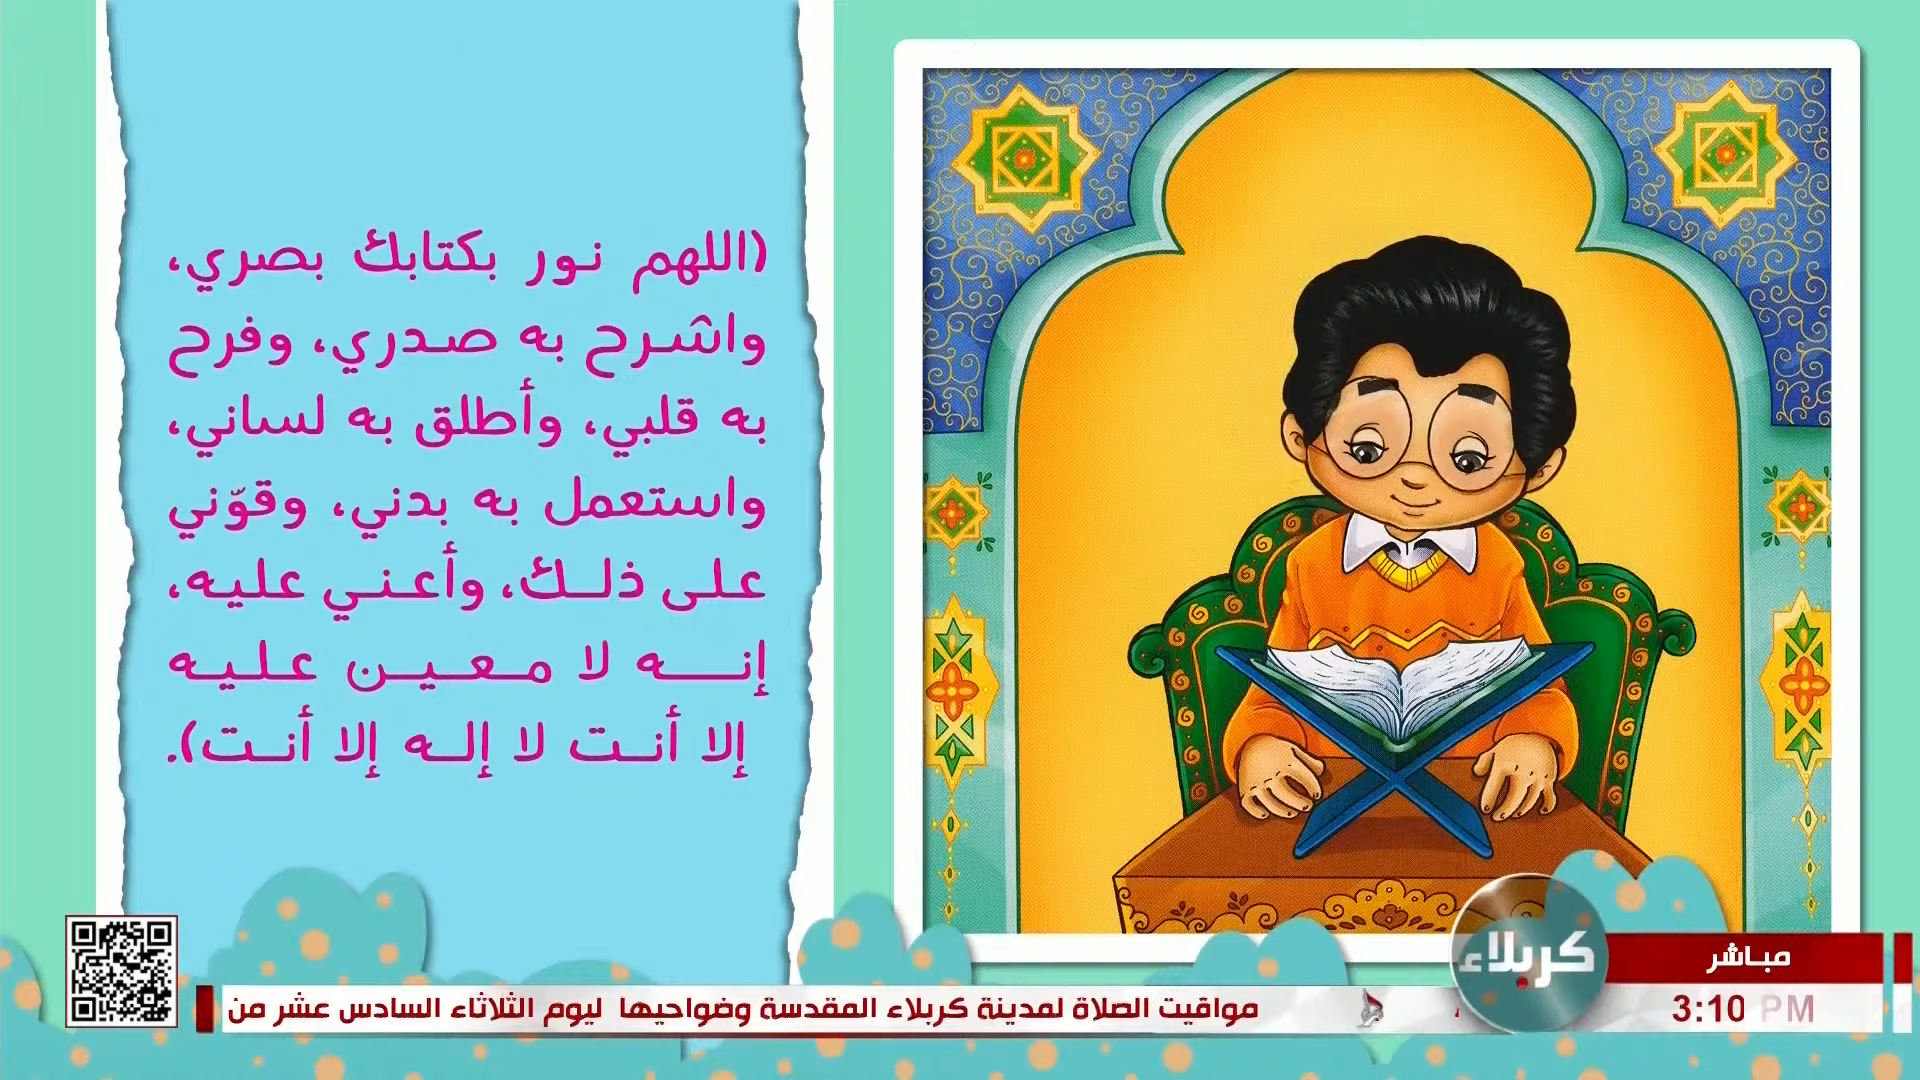 (اللهم نور بكتابك بصري،
واشرح به صدري، وفرح
به قلبي، وأطلق به لساني،
واستعمل به بدني، وقوّني
على ذلك، وأعني عليه،
إنه لا معين عليه
إلا أنت لا إله إلا أنت).
كربلاء
مباشر
3:10 PM
مواقيت الصلاة لمدينة كربلاء المقدسة وضواحيها ليوم الثلاثاء السادس عشر من